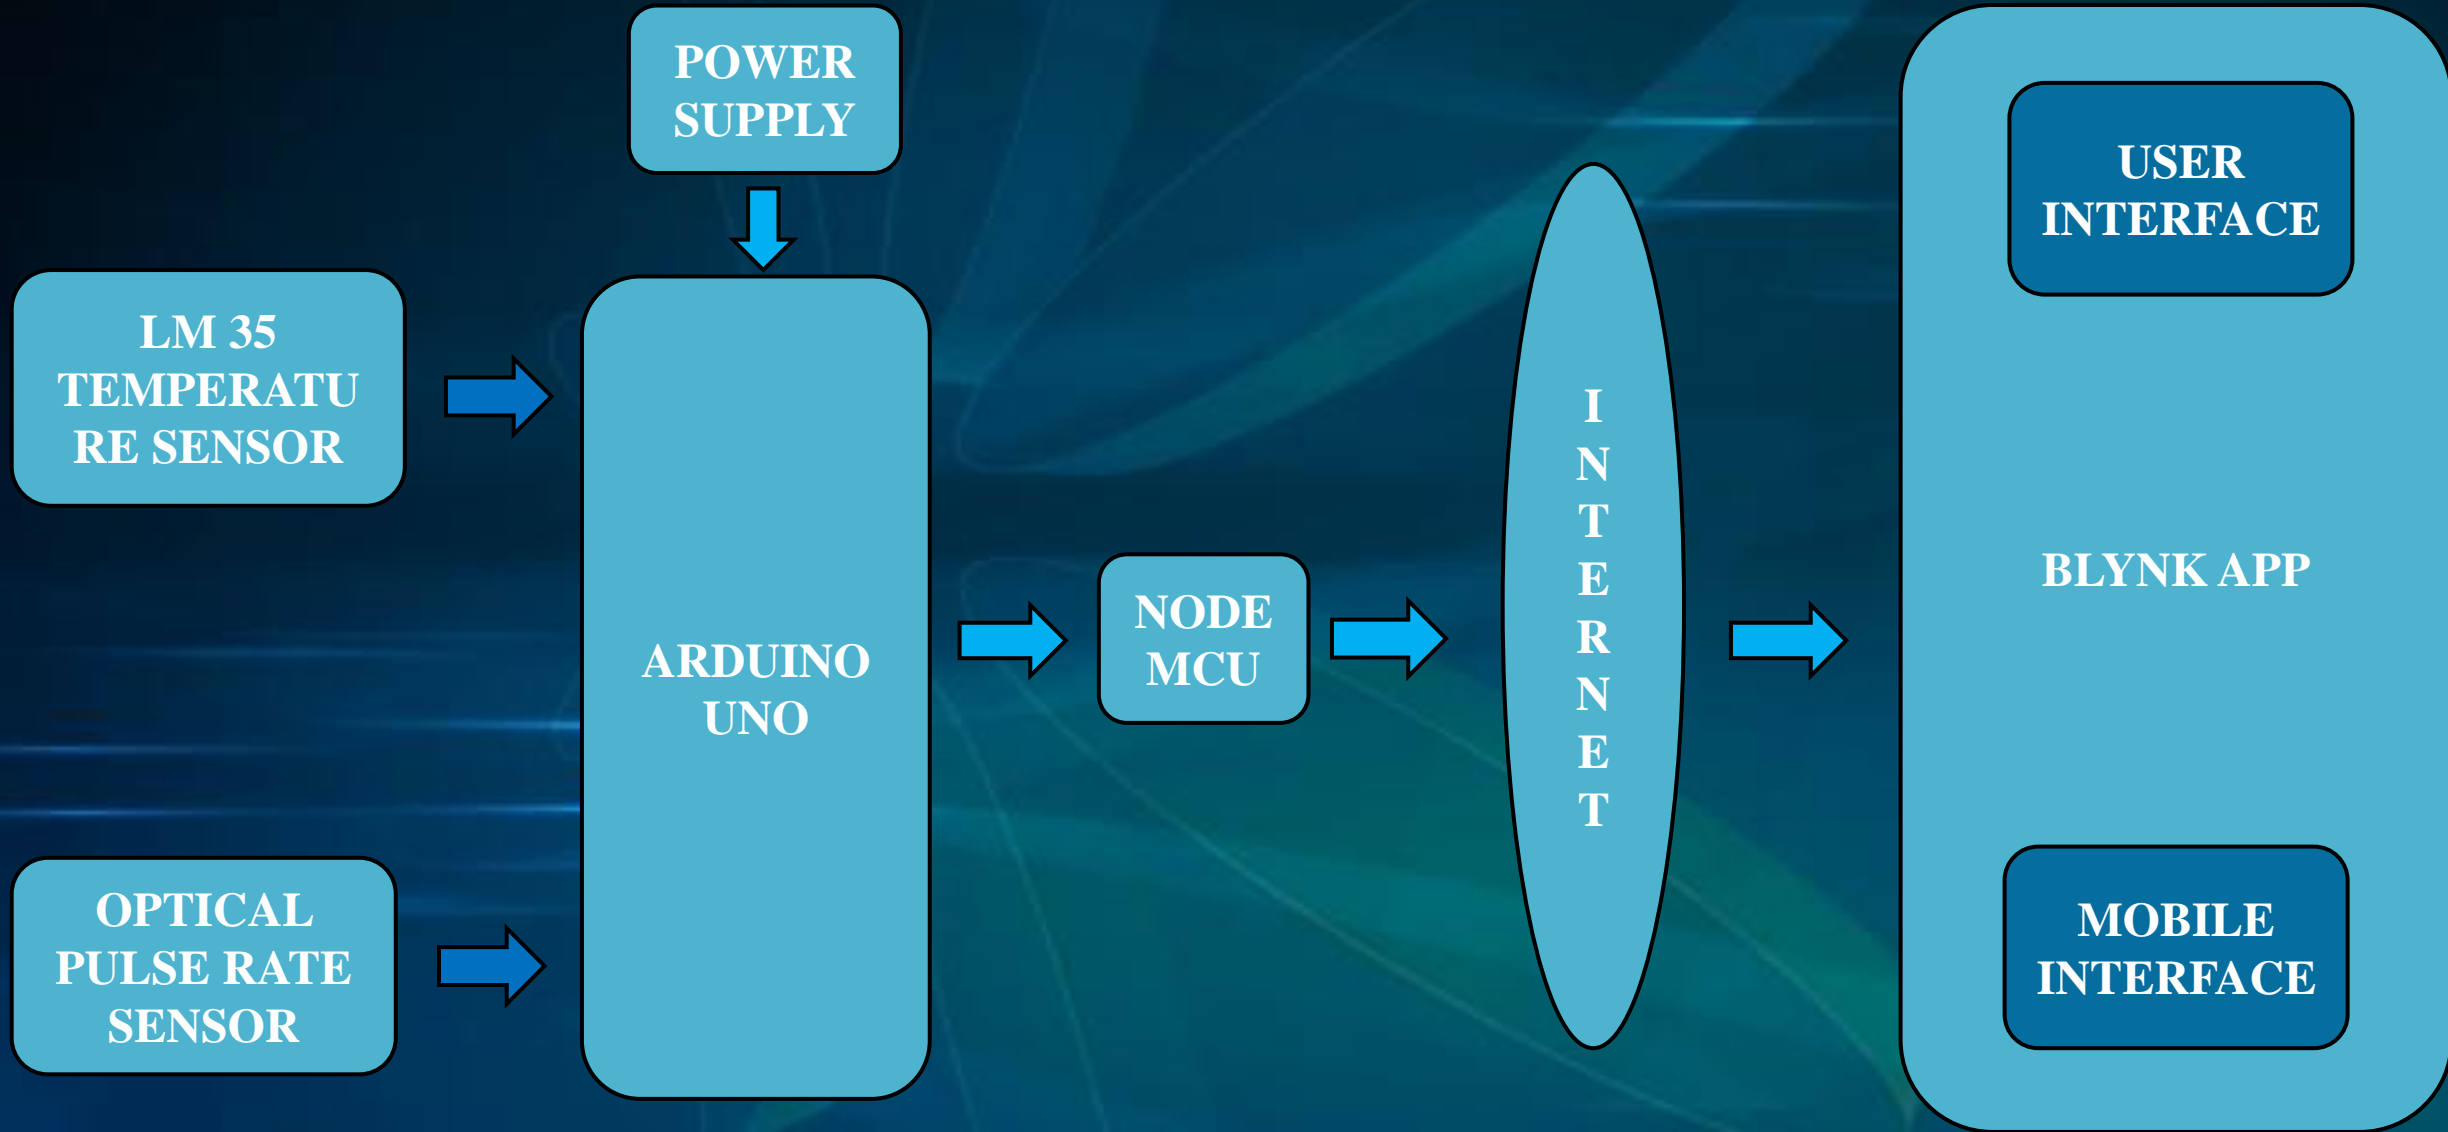 POWER
SUPPLY
LM 35
TEMPERATU
RE SENSOR
OPTICAL
PULSE RATE
SENSOR
ARDUINO
UNO
NODE
MCU
I
N
T
E
R
N
E
T
USER
INTERFACE
BLYNK APP
MOBILE
INTERFACE